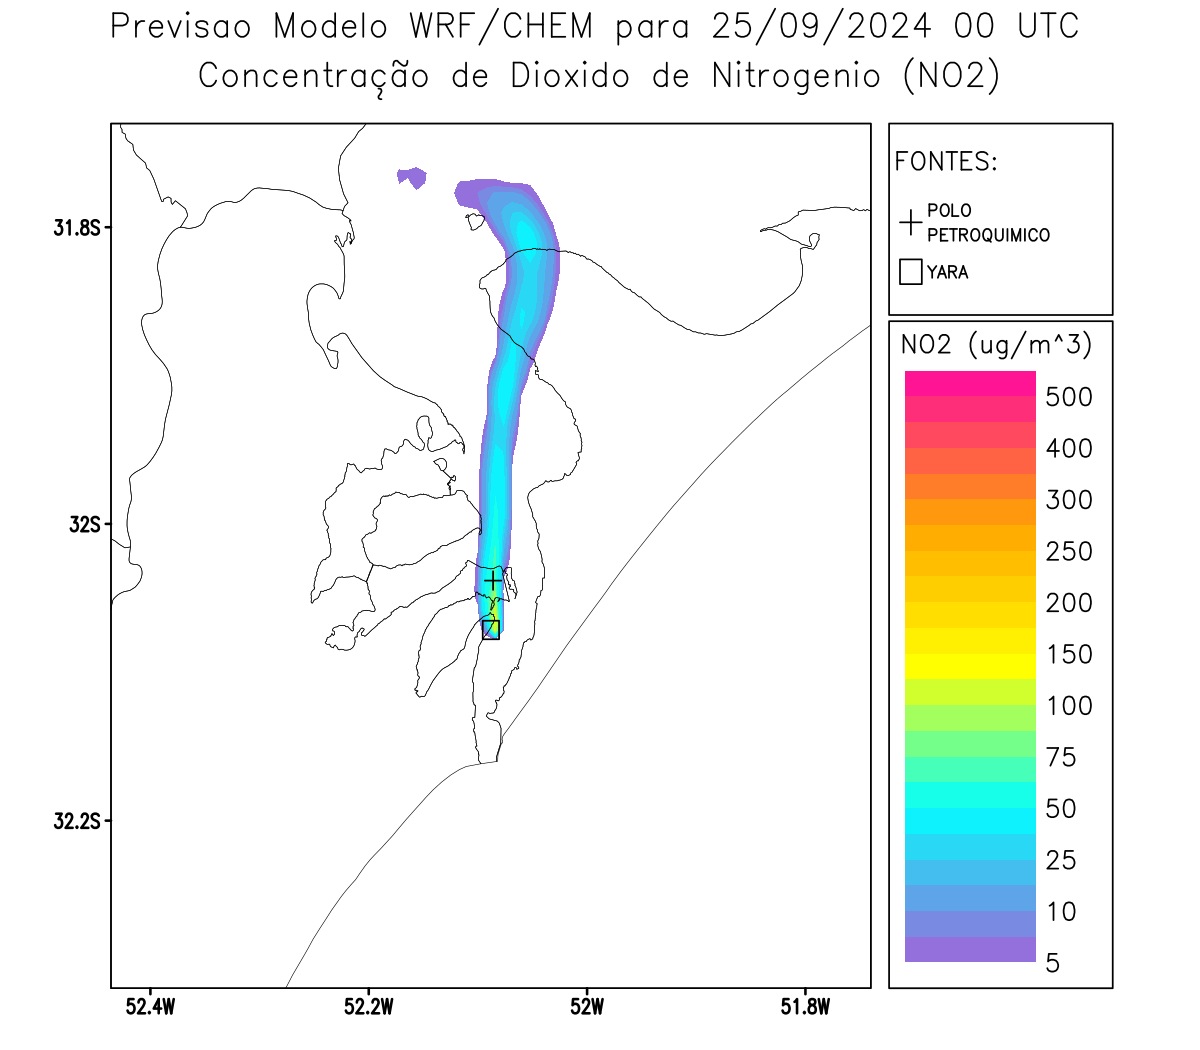 Previsao Modelo WRF/CHEM para 25/09/2024 00 UTC
Concentração de Dioxido de Nitrogenio (NO2)
FONTES:
POLO
PETROQUIMICO
YARA
31.8S
32S
32.2S
52.4W
52.2W
52W
51.8W
NO2 (ug/m^3)
500
400
300
250
200
150
100
75
50
25
10
5